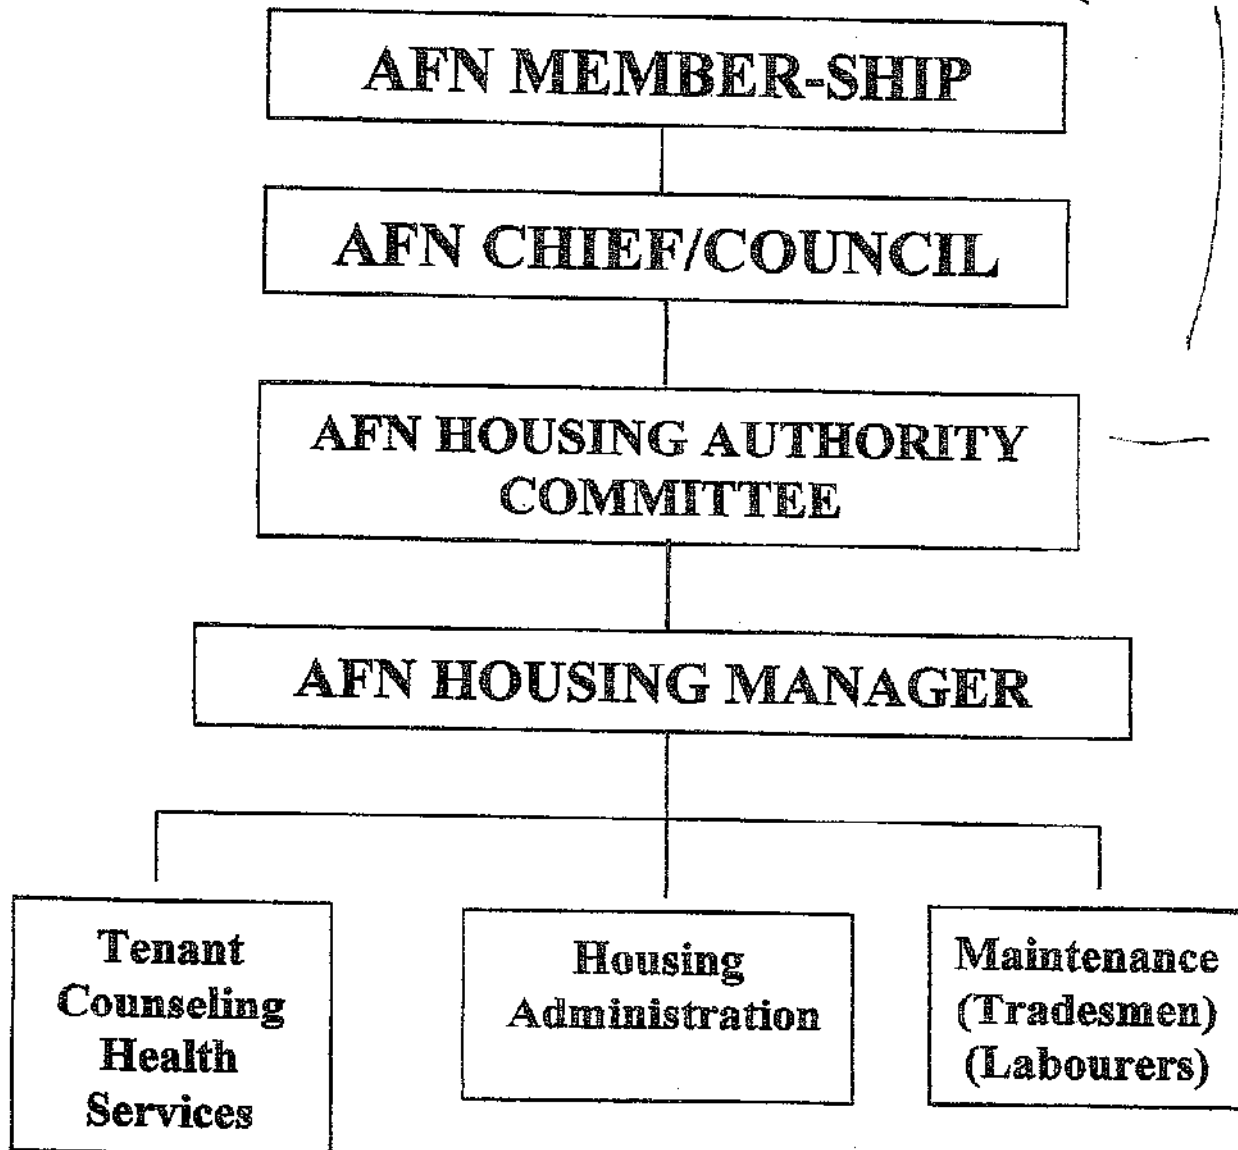 AFN MEMBER-SHIP
AFN CHIEF/COUNCIL
AFN HOUSING AUTHORITY
COMMITTEE
AFN HOUSING MANAGER
Tenant
Counseling
Health
Services
Housing
Administration
Maintenance
(Tradesmen)
(Labourers)